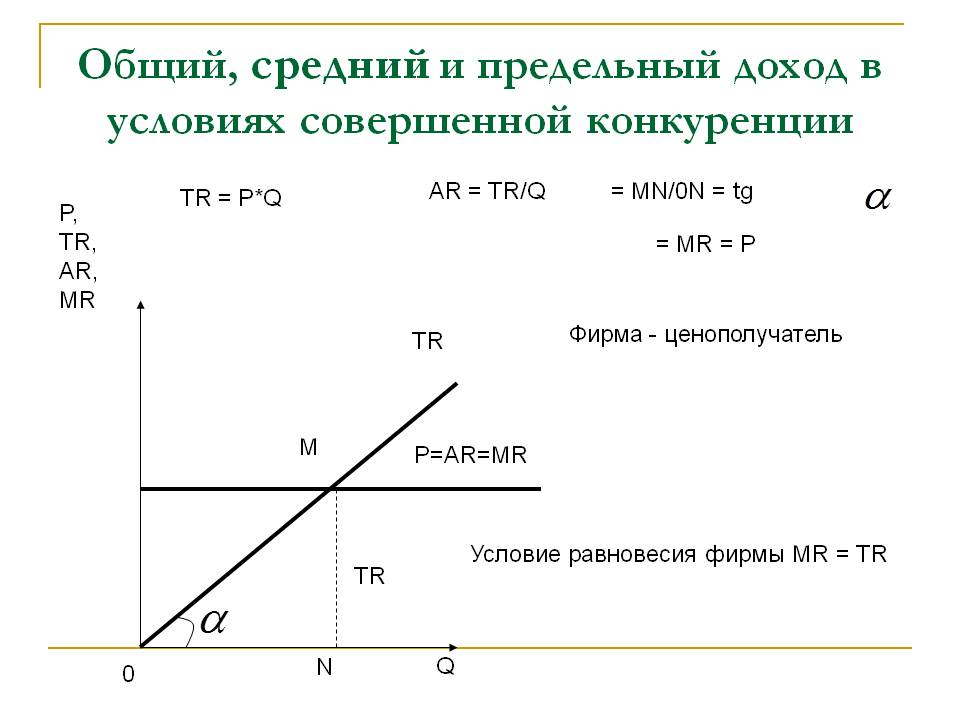 Общий, средний и предельный доход в
условиях совершенной конкуренции
TR = P*Q
AR = TR/Q = MN/0N = tg α
= MR = P
P,
TR,
AR,
MR
Фирма - ценополучатель
TR
M
P=AR=MR
Условие равновесия фирмы MR = TR
TR
α
0
N
Q